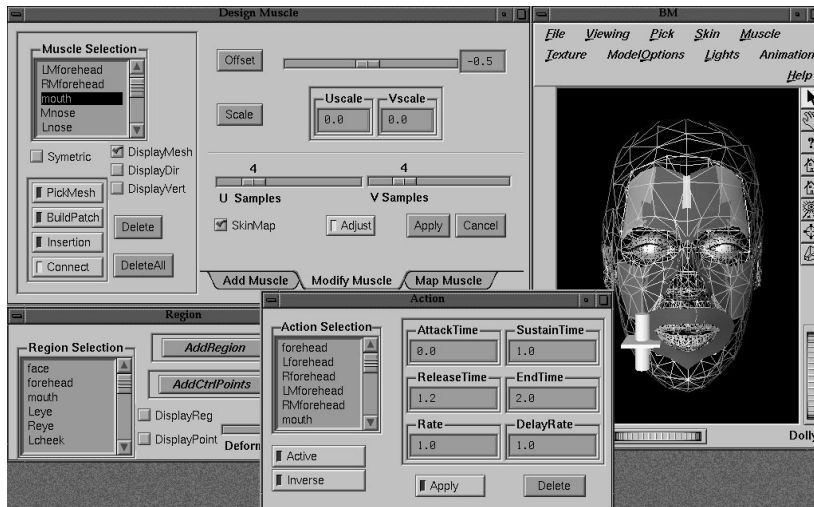 Design Muscle
Muscle Selection
LMforehead
RMforehead
mouth
Mnose
Lnose
Symetric
DisplayMesh
DisplayDir
DisplayVert
PickMesh
BuildPatch
Insertion
Connect
Delete
DeleteAll
Offset
-0.5
Scale
Uscale
Vscale
0.0
0.0
4
4
U Samples
V Samples
SkinMap
Adjust
Apply
Cancel
Add Muscle
Modify Muscle
Map Muscle
BM
File Viewing Pick Skin Muscle
Texture ModelOptions Lights Animation
Help
?
Dolly
Region
Region Selection
face
forehead
mouth
Leye
Reye
Lcheek
AddRegion
AddCtrlPoints
DisplayReg
DisplayPoint
Deform
Action
Action Selection
forehead
Lforehead
Rforehead
LMforehead
RMforehead
mouth
Active
Inverse
AttackTime
0.0
SustainTime
1.0
ReleaseTime
1.2
EndTime
2.0
Rate
1.0
DelayRate
1.0
Apply
Delete